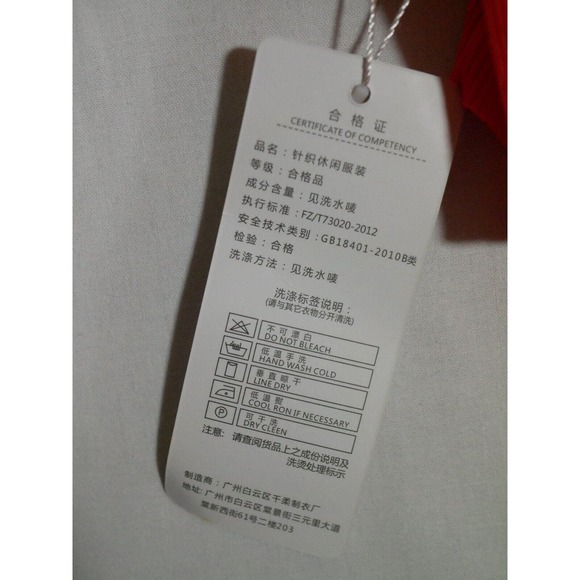 合格证
CERTIFICATE OF COMPETENCY
品名：针织休闲服装
等级：合格品
成分含量：见洗水唛
执行标准：FZ/T73020-2012
安全技术类别：GB18401-2010B类
检验：合格
洗涤方法：见洗水唛
洗涤标签说明：
(请与其它衣物分开清洗)
不可漂白
DO NOT BLEACH
低温手洗
HAND WASH COLD
垂直晾干
LINE DRY
低温熨
COOL RON IF NECESSARY
P
可干洗
DRY CLEEN
注意: 请查阅货品上之成份说明及
洗烫处理标示
制造商：广州白云区千柔制衣厂
地址: 广州市白云区棠景街三元里大道
棠新西街61号二楼203